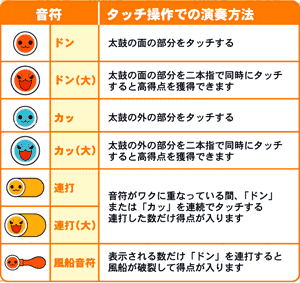 音符 タッチ操作での演奏方法
ドン 太鼓の面の部分をタッチする
ドン(大) 太鼓の面の部分を二本指で同時にタッチ
すると高得点を獲得できます
カッ 太鼓の外の部分をタッチする
カッ(大) 太鼓の外の部分を二本指で同時にタッチ
すると高得点を獲得できます
連打
連打(大)
音符がワクに重なっている間、「ドン」
または「カッ」を連続でタッチする
連打した数だけ得点が入ります
風船音符 表示される数だけ「ドン」を連打すると
風船が破裂して得点が入ります